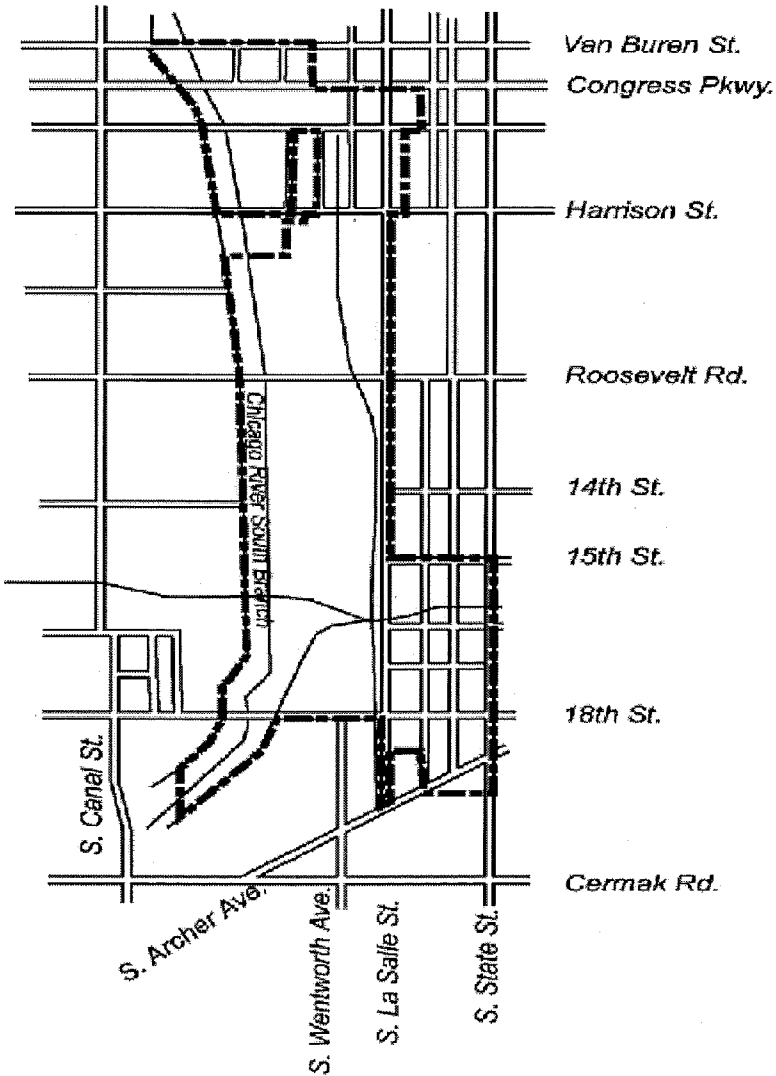 Van Buren St.
Congress Pkwy.
Harrison St.
Roosevelt Rd.
Chicago River South Branch
14th St.
15th St.
18th St.
S. Canal St.
Cermak Rd.
S. Archer Ave.
S. Wentworth Ave.
S. La Salle St.
S. State St.